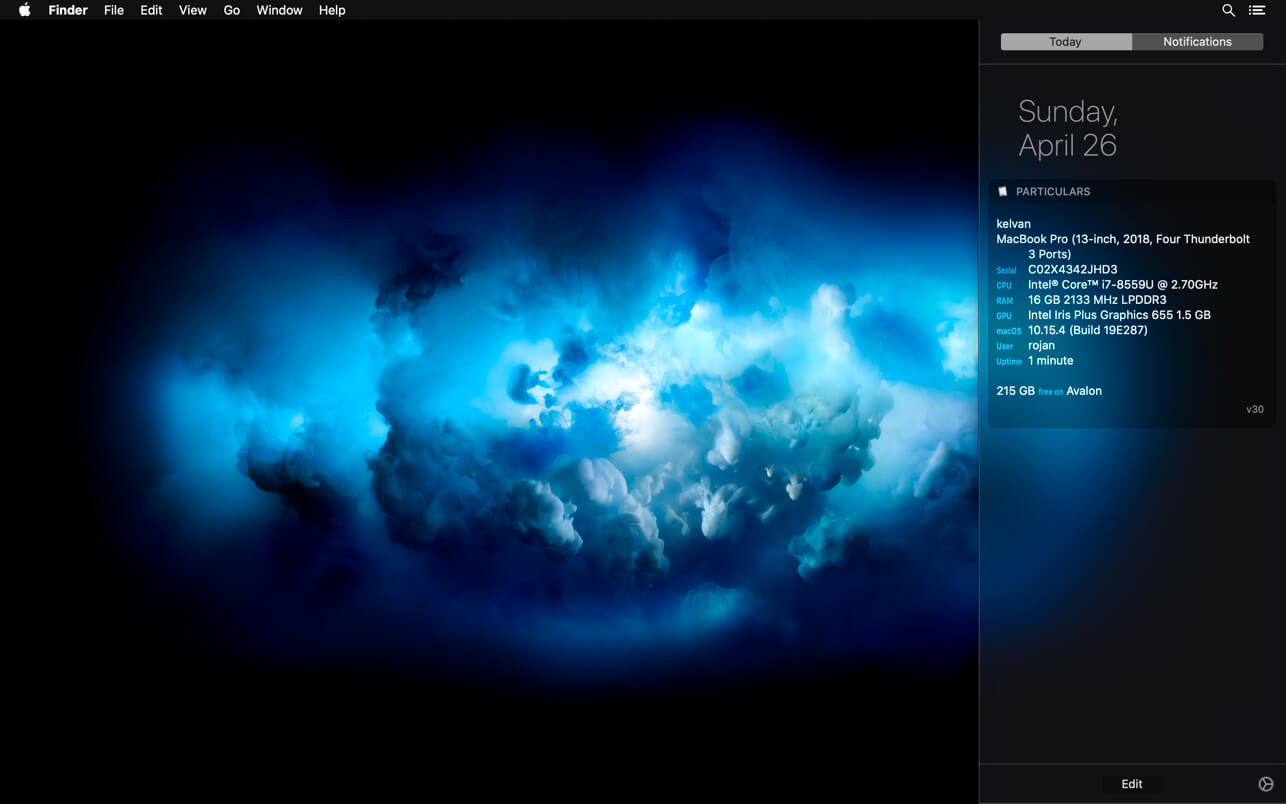 Finder File Edit View Go Window Help
Today Notifications
Sunday,
April 26
PARTICULARS
kelvan
MacBook Pro (13-inch, 2018, Four Thunderbolt
3 Ports)
Serial C02X4342JHD3
CPU Intel® Core™ i7-8559U @ 2.70GHz
RAM 16 GB 2133 MHz LPDDR3
GPU Intel Iris Plus Graphics 655 1.5 GB
macOS 10.15.4 (Build 19E287)
User rojan
Uptime 1 minute
215 GB free on Avalon
v30
Edit